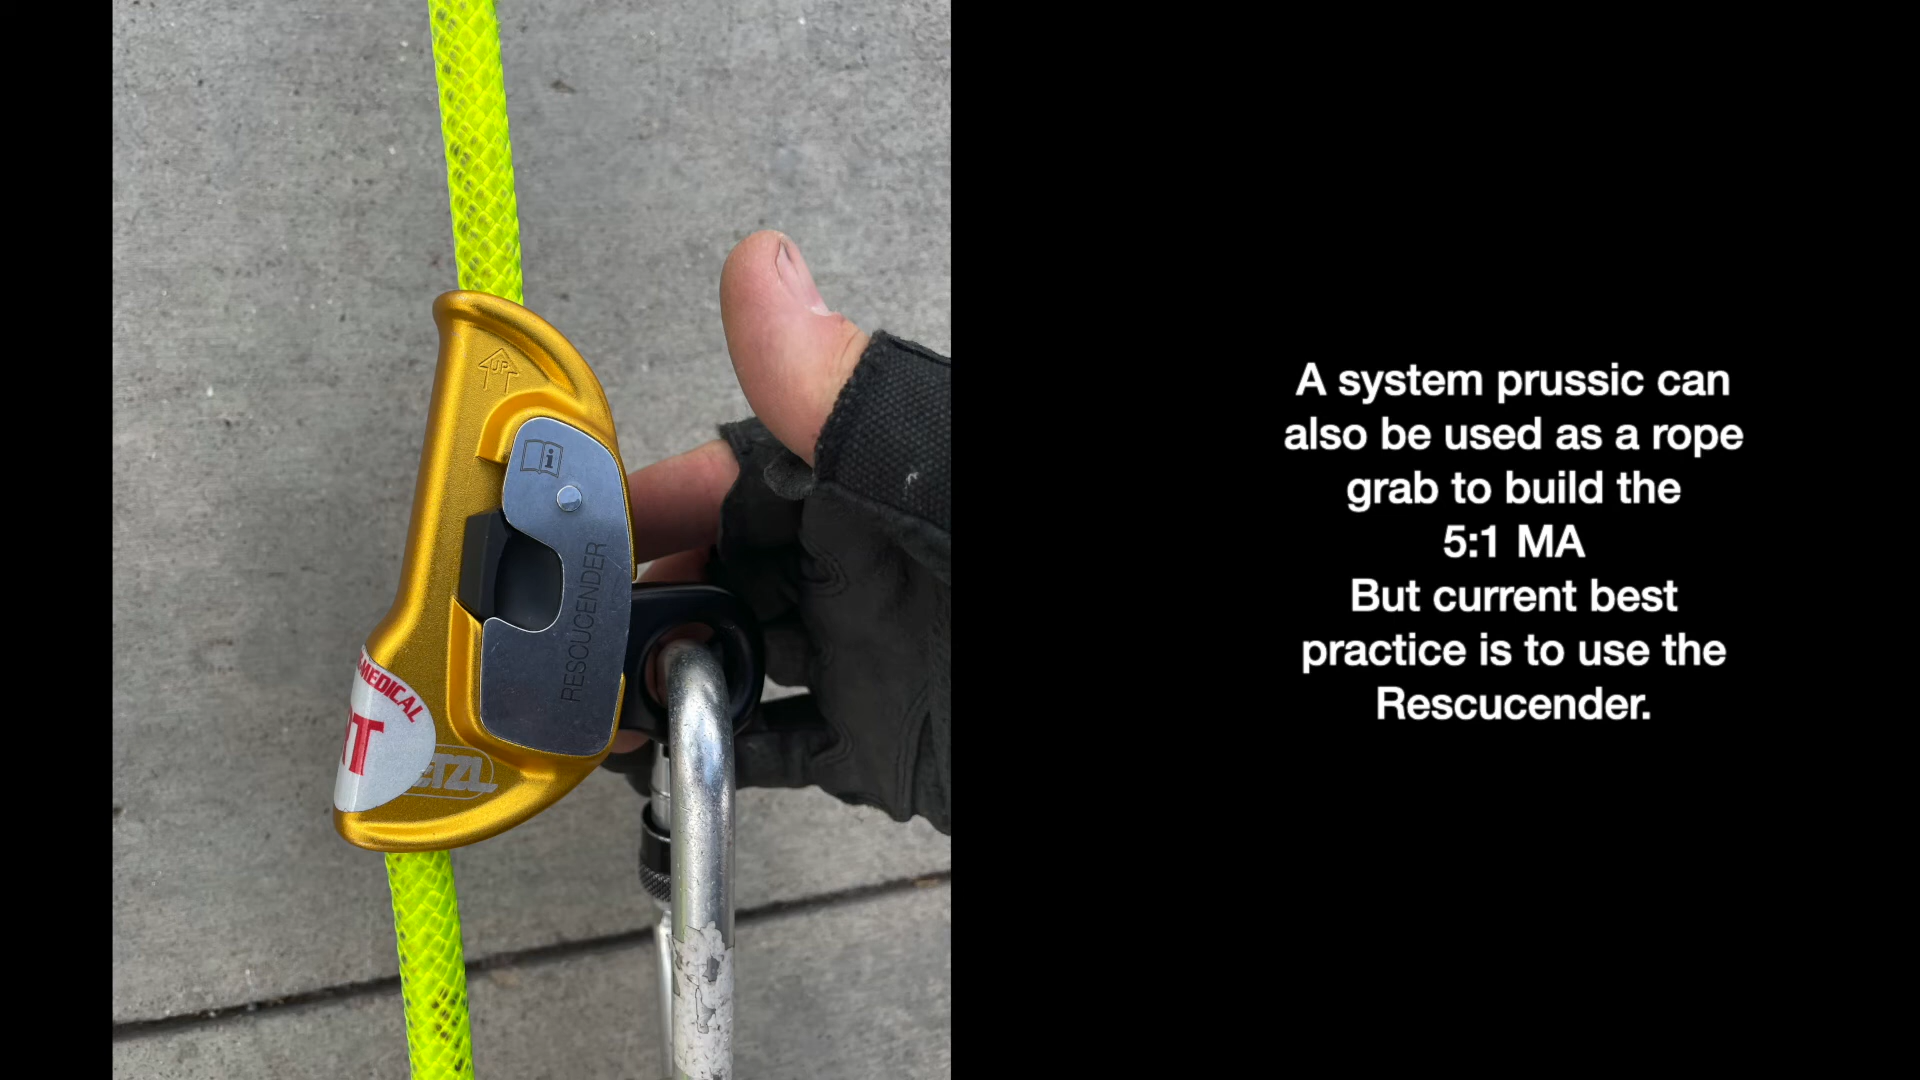 UP
RESCUCENDER
MEDICAL
A system prussic can
also be used as a rope
grab to build the
5:1 MA
But current best
practice is to use the
Rescucender.